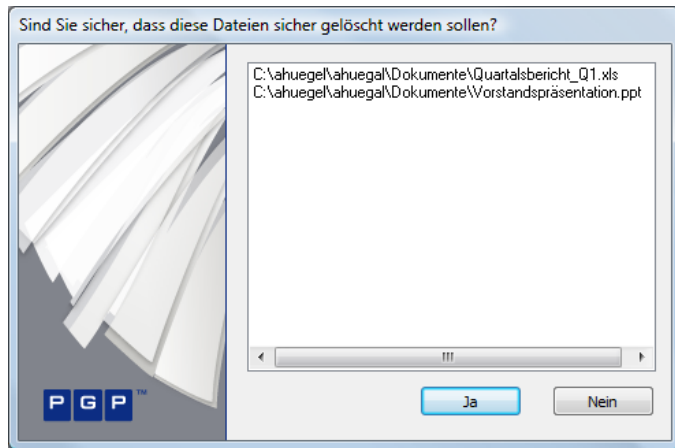 Sind Sie sicher, dass diese Dateien sicher gelöscht werden sollen?
C:\ahuegel\ahuegal\Dokumente\Quartalsbericht_Q1.xls
C:\ahuegel\ahuegal\Dokumente\Vorstandspräsentation.ppt
PGP™
Ja
Nein